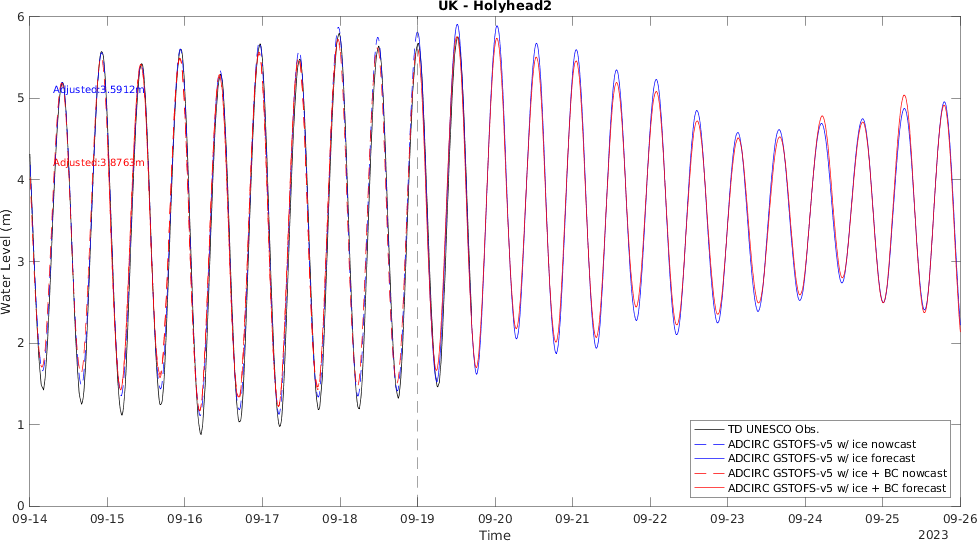 UK - Holyhead2
6
5
4
3
2
1
0
Water Level (m)
Adjusted:3.5912m
Adjusted:3.8763m
TD UNESCO Obs.
ADCIRC GSTOFS-v5 w/ ice nowcast
ADCIRC GSTOFS-v5 w/ ice forecast
ADCIRC GSTOFS-v5 w/ ice + BC nowcast
ADCIRC GSTOFS-v5 w/ ice + BC forecast
09-14 09-15 09-16 09-17 09-18 09-19 09-20 09-21 09-22 09-23 09-24 09-25 09-26
Time
2023